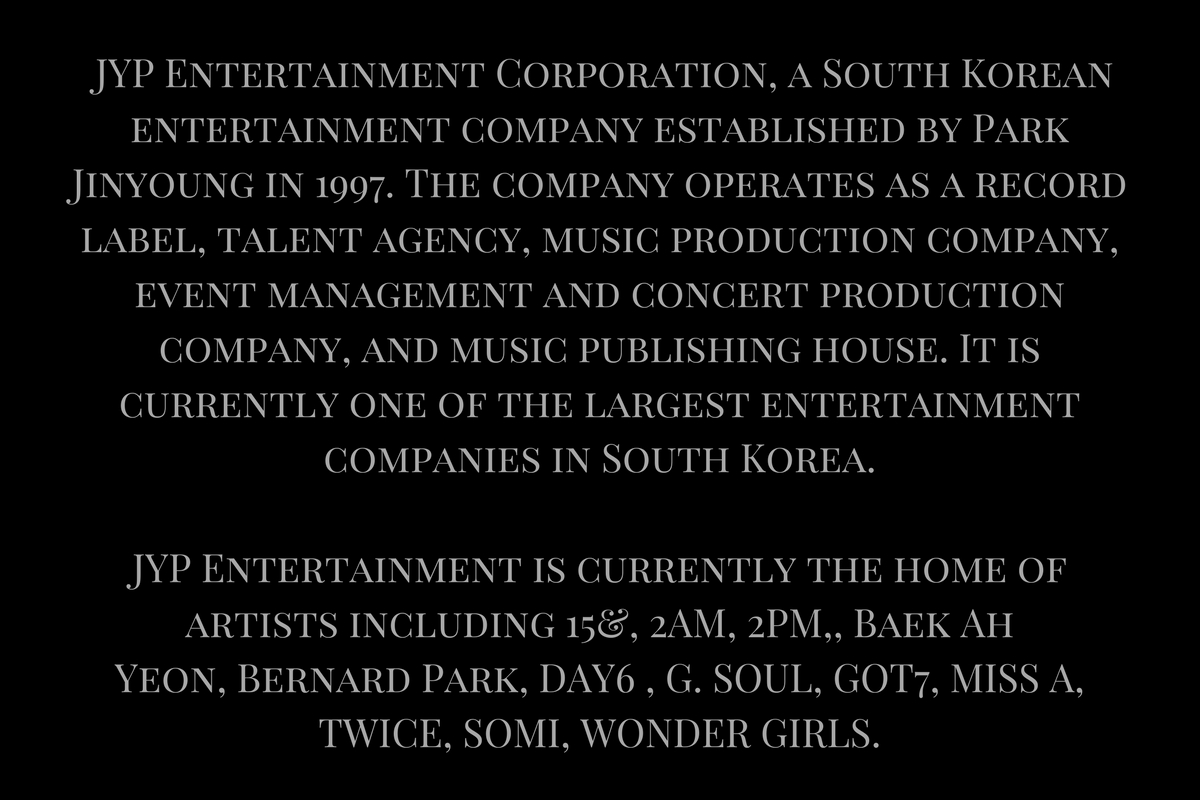 JYP Entertainment Corporation, a South Korean
entertainment company established by Park
Jinyoung in 1997. The company operates as a record
label, talent agency, music production company,
event management and concert production
company, and music publishing house. It is
currently one of the largest entertainment
companies in South Korea.
JYP Entertainment is currently the home of
artists including 15&, 2AM, 2PM,, Baek Ah
Yeon, Bernard Park, DAY6 , G. SOUL, GOT7, MISS A,
TWICE, SOMI, WONDER GIRLS.